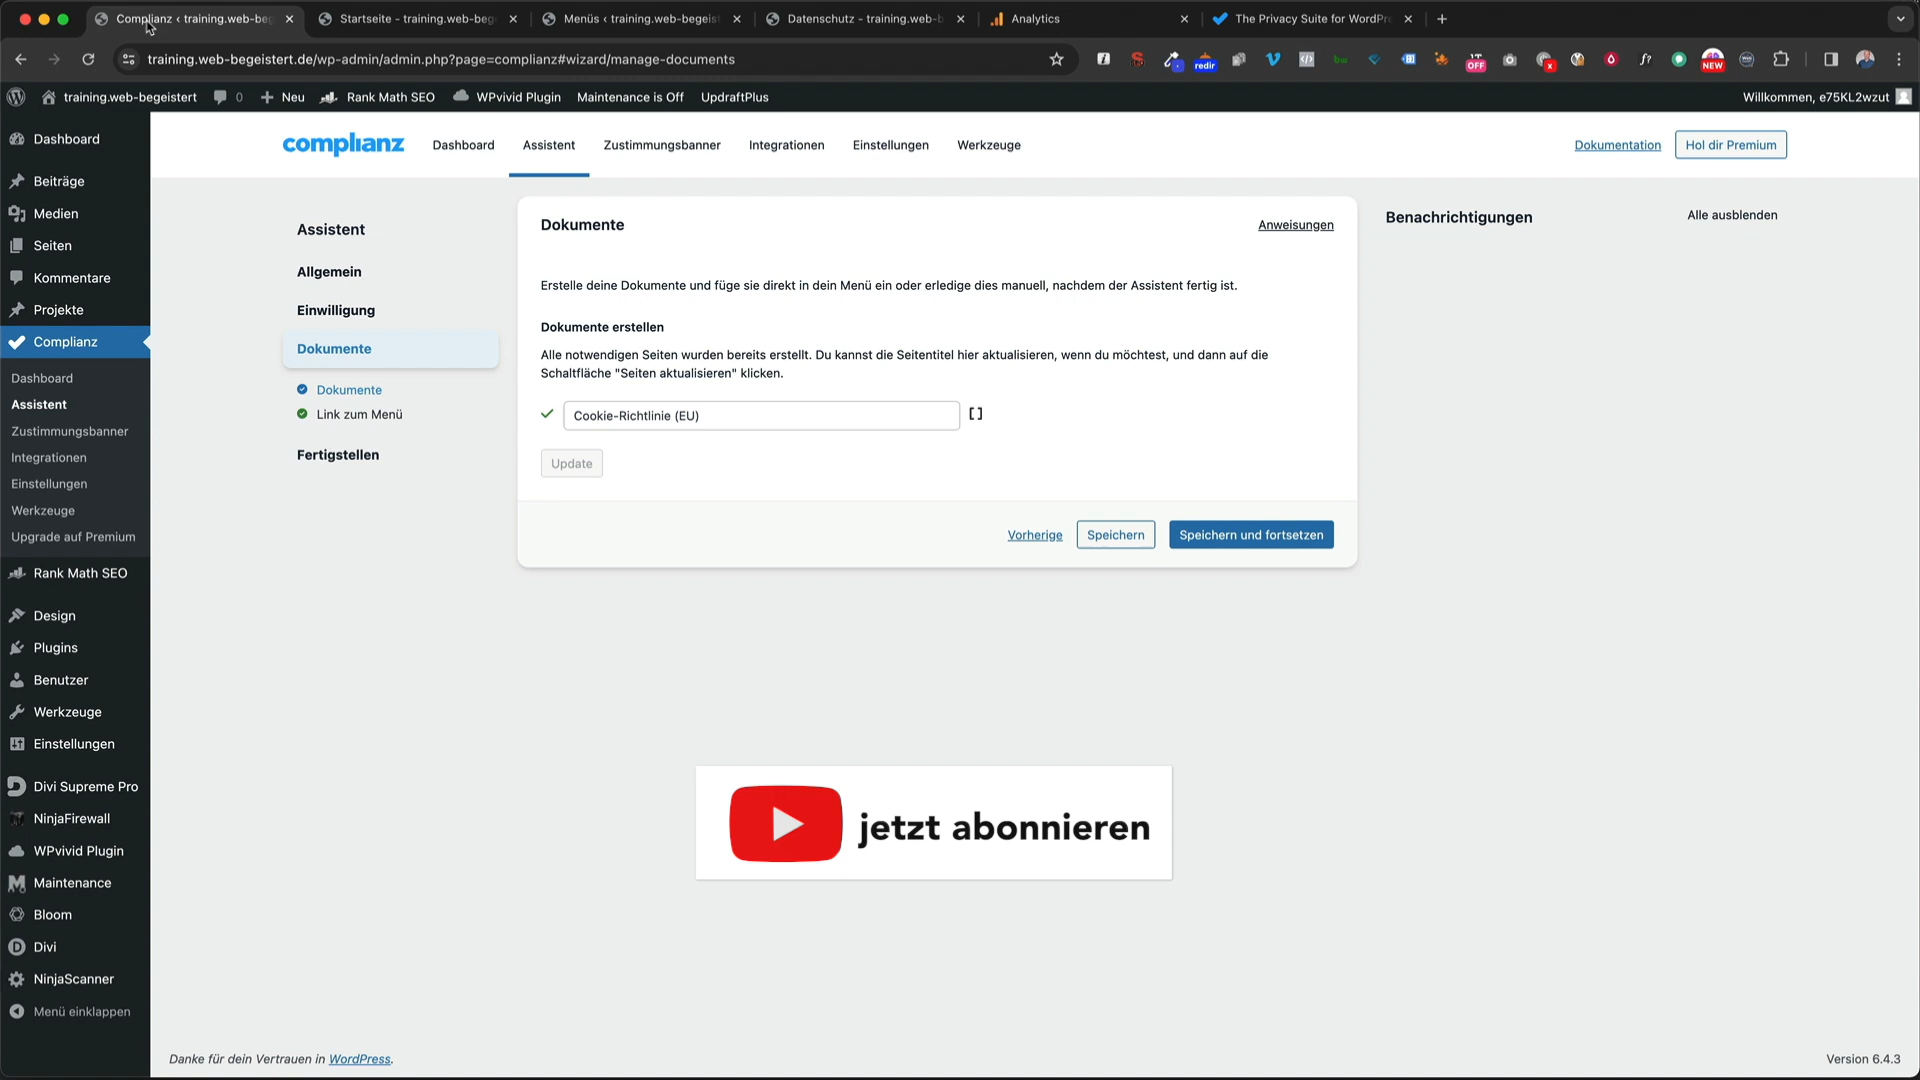 Complianz ‹ training.web-beg
Startseite - training.web-beg
Menüs ‹ training.web-begeist
Datenschutz - training.web-b
Analytics
The Privacy Suite for WordPr
training.web-begeistert.de/wp-admin/admin.php?page=complianz#wizard/manage-documents
redir
OFF
NEW
training.web-begeistert
0
Neu
Rank Math SEO
WPvivid Plugin
Maintenance is Off
UpdraftPlus
Willkommen, e75KL2wzut
Dashboard
Beiträge
Medien
Seiten
Kommentare
Projekte
Complianz
Dashboard
Assistent
Zustimmungsbanner
Integrationen
Einstellungen
Werkzeuge
Upgrade auf Premium
Rank Math SEO
Design
Plugins
Benutzer
Werkzeuge
Einstellungen
Divi Supreme Pro
NinjaFirewall
WPvivid Plugin
Maintenance
Bloom
Divi
NinjaScanner
Menü einklappen
complianz
Dashboard
Assistent
Zustimmungsbanner
Integrationen
Einstellungen
Werkzeuge
Dokumentation
Hol dir Premium
Assistent
Allgemein
Einwilligung
Dokumente
Dokumente
Link zum Menü
Fertigstellen
Dokumente
Anweisungen
Erstelle deine Dokumente und füge sie direkt in dein Menü ein oder erledige dies manuell, nachdem der Assistent fertig ist.
Dokumente erstellen
Alle notwendigen Seiten wurden bereits erstellt. Du kannst die Seitentitel hier aktualisieren, wenn du möchtest, und dann auf die
Schaltfläche "Seiten aktualisieren" klicken.
Cookie-Richtlinie (EU)
Update
Vorherige
Speichern
Speichern und fortsetzen
Benachrichtigungen
Alle ausblenden
jetzt abonnieren
Danke für dein Vertrauen in WordPress.
Version 6.4.3